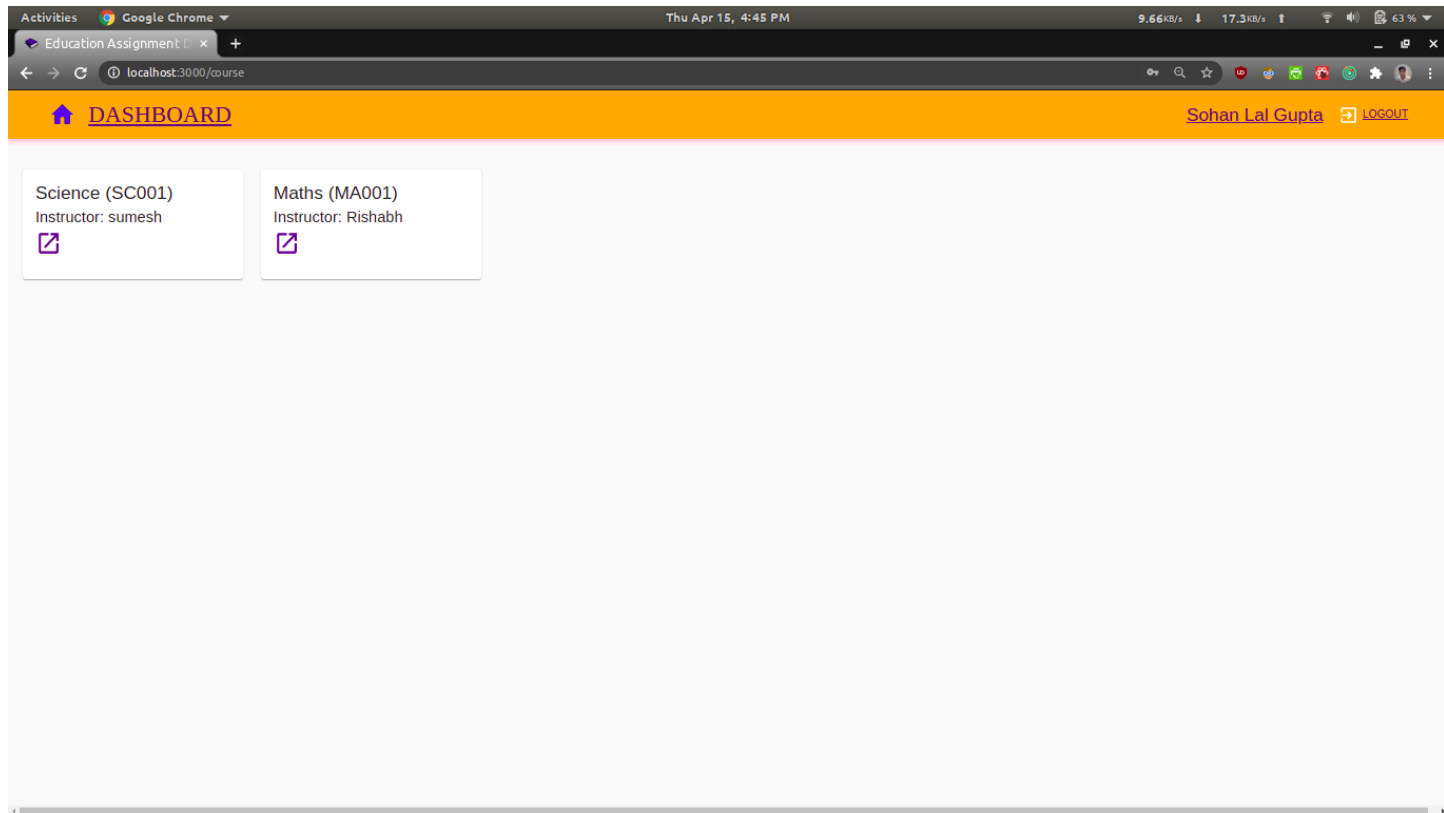 Activities Google Chrome Thu Apr 15, 4:45 PM 9.66KB/s 17.3KB/s 63 %
Education Assignment D
localhost:3000/course
DASHBOARD Sohan Lal Gupta LOGOUT
Science (SC001) Maths (MA001)
Instructor: sumesh Instructor: Rishabh